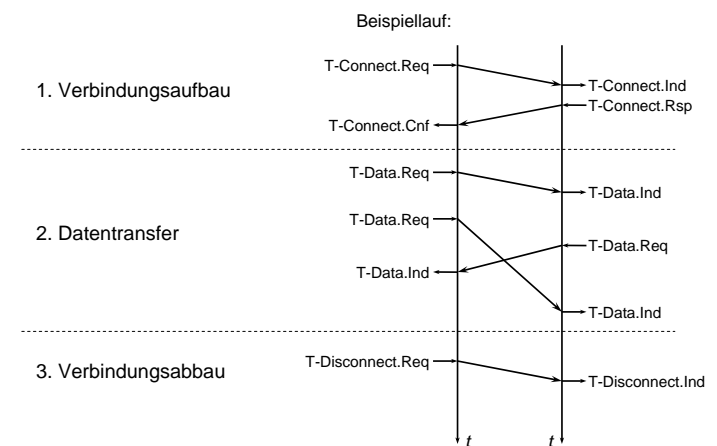 Beispiellauf:
1. Verbindungsaufbau
T-Connect.Req
T-Connect.Ind
T-Connect.Rsp
T-Connect.Cnf
2. Datentransfer
T-Data.Req
T-Data.Ind
T-Data.Req
T-Data.Req
T-Data.Ind
T-Data.Ind
3. Verbindungsabbau
T-Disconnect.Req
T-Disconnect.Ind
t
t